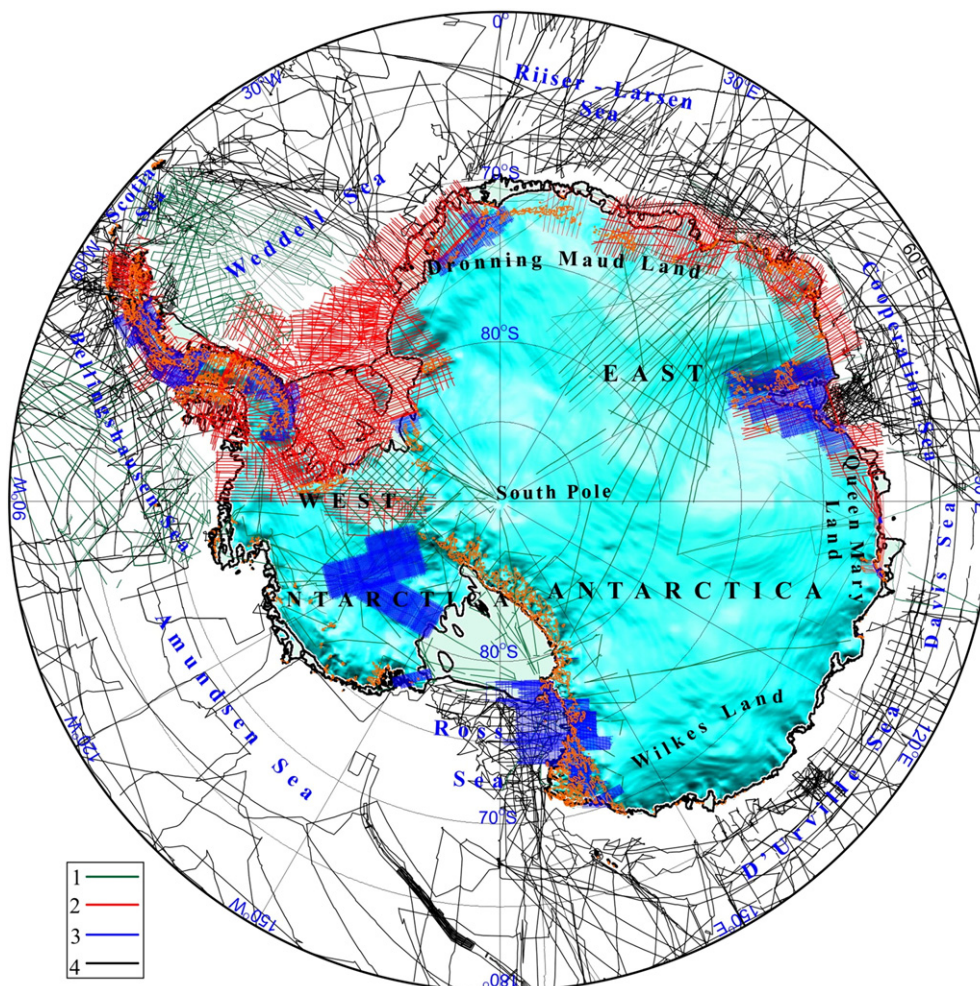 0°
30°W
30°E
Riiser - Larsen
Sea
Scotia
Sea
Weddell Sea
70°S
60°E
Dronning Maud Land
Cooperation Sea
80°S
Bellingshausen Sea
EAST
90°W
WEST
South Pole
Queen Mary
Land
NTARCTICA
ANTARCTICA
Davis Sea
Amundsen Sea
80°S
Ross
Sea
Wilkes Land
120°W
120°E
70°S
D'Urville Sea
150°W
150°E
180°
1
2
3
4